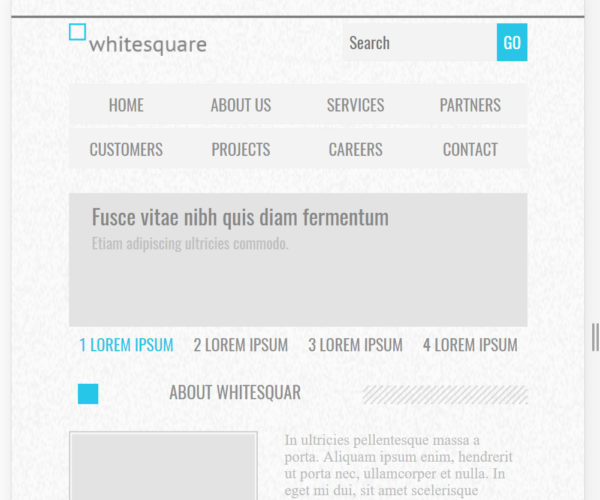 whitesquare
Search GO
HOME ABOUT US SERVICES PARTNERS
CUSTOMERS PROJECTS CAREERS CONTACT
Fusce vitae nibh quis diam fermentum
Etiam adipiscing ultricies commodo.
1 LOREM IPSUM 2 LOREM IPSUM 3 LOREM IPSUM 4 LOREM IPSUM
ABOUT WHITESQUAR
In ultricies pellentesque massa a
porta. Aliquam ipsum enim, hendrerit
ut porta nec, ullamcorper et nulla. In
eget mi dui, sit amet scelerisque